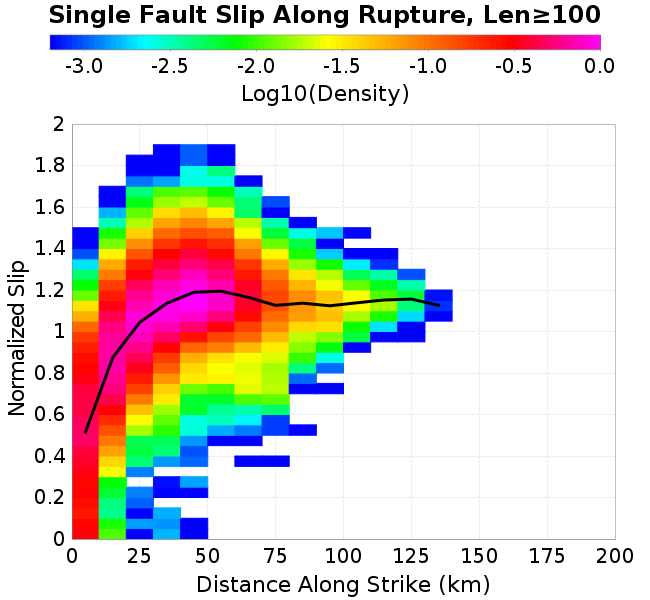 Single Fault Slip Along Rupture, Len≥100
-3.0 -2.5 -2.0 -1.5 -1.0 -0.5 0.0
Log10(Density)
2
1.8
1.6
1.4
1.2
1
0.8
0.6
0.4
0.2
0
Normalized Slip
0 25 50 75 100 125 150 175 200
Distance Along Strike (km)